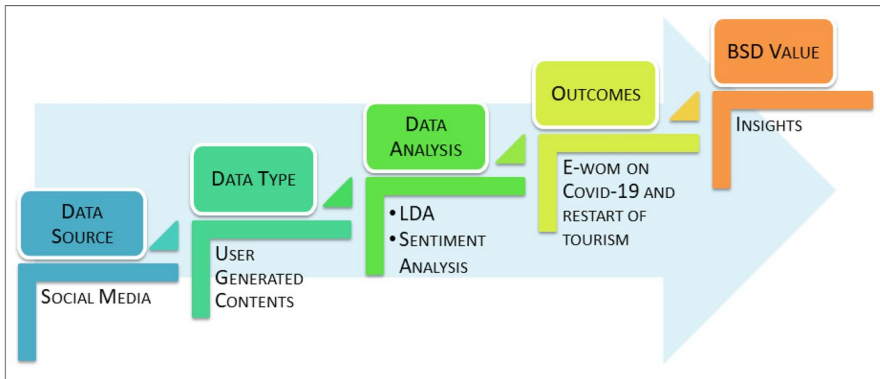 DATA
SOURCE
SOCIAL MEDIA
DATA TYPE
USER
GENERATED
CONTENTS
DATA
ANALYSIS
• LDA
• SENTIMENT
ANALYSIS
OUTCOMES
E-WOM ON
COVID-19 AND
RESTART OF
TOURISM
BSD VALUE
INSIGHTS